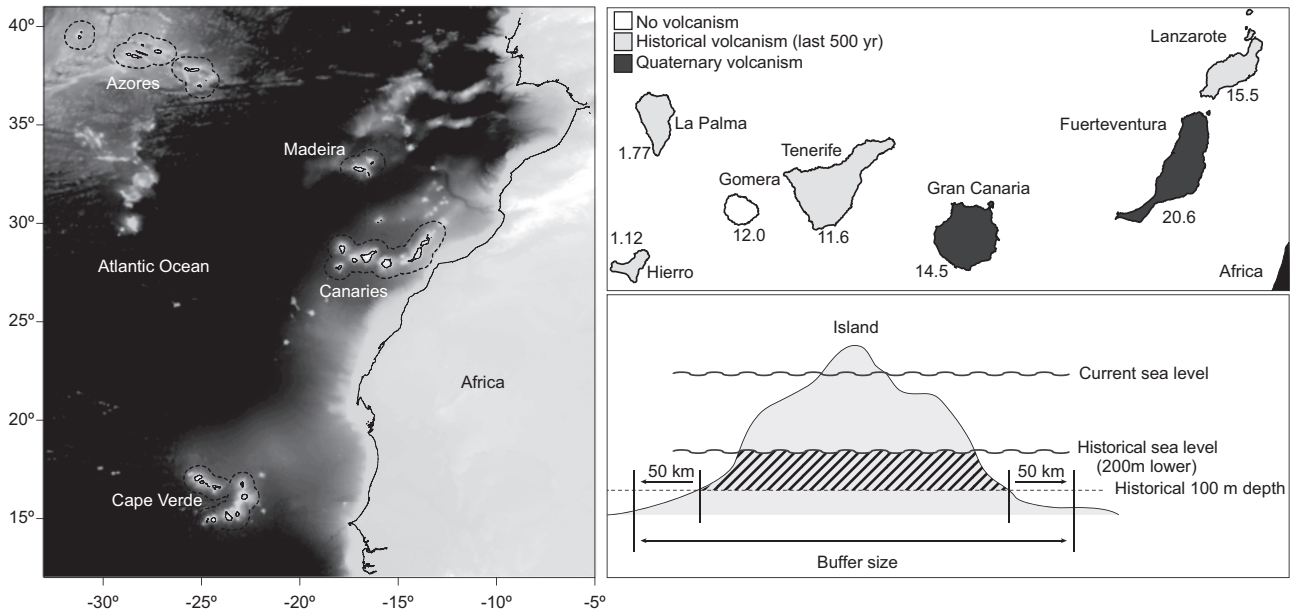 40º
35º
30º
25º
20º
15º
-30º
-25º
-20º
-15º
-10º
-5º
Azores
Madeira
Atlantic Ocean
Canaries
Africa
Cape Verde
No volcanism
Historical volcanism (last 500 yr)
Quaternary volcanism
Lanzarote
15.5
Fuerteventura
20.6
La Palma
1.77
Tenerife
11.6
Gomera
12.0
Gran Canaria
14.5
1.12
Hierro
Africa
Island
Current sea level
Historical sea level
(200m lower)
50 km
50 km
Historical 100 m depth
Buffer size